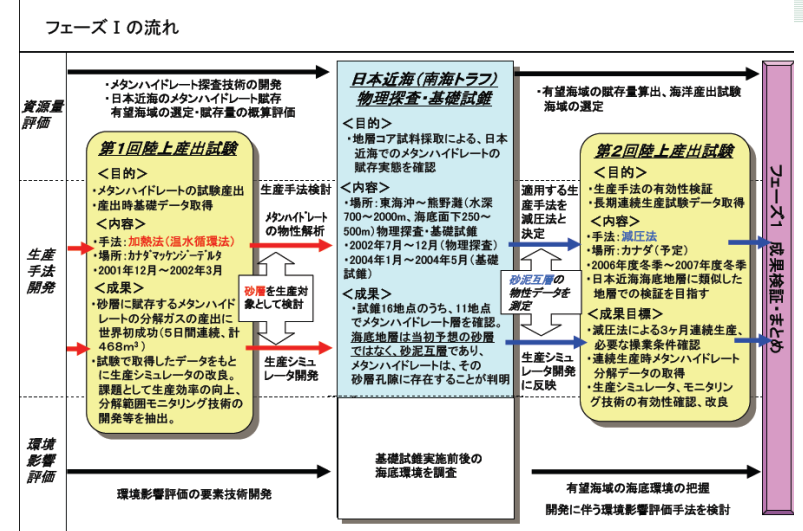 フェーズⅠの流れ
資源量
評価
・メタンハイドレート探査技術の開発
・日本近海のメタンハイドレート賦存
有望海域の選定・賦存量の概算評価
日本近海(南海トラフ)
物理探査・基礎試錐
＜目的＞
・地層コア試料採取による、日本
近海でのメタンハイドレートの
賦存実態を確認
＜内容＞
・場所:東海沖～熊野灘(水深
700～2000m、海底面下250～
500m)物理探査・基礎試錐
・2002年7月～12月(物理探査)
・2004年1月～2004年5月(基礎
試錐)
＜成果＞
・試錐16地点のうち、11地点
でメタンハイドレート層を確認。
海底地層は当初予想の砂層
ではなく、砂泥互層であり、
メタンハイドレートは、その
砂層孔隙に存在することが判明
・有望海域の賦存量算出、海洋産出試験
海域の選定
生産
手法
開発
第1回陸上産出試験
＜目的＞
・メタンハイドレートの試験産出
・産出時基礎データ取得
＜内容＞
・手法:加熱法(温水循環法)
・場所:カナダマッケンジーデルタ
・2001年12月～2002年3月
＜成果＞
・砂層に賦存するメタンハイド
レートの分解ガスの産出に
世界初成功(5日間連続、計
468m³)
・試験で取得したデータをもと
に生産シミュレータの改良。
課題として生産効率の向上、
分解範囲モニタリング技術の
開発等を抽出。
生産手法検討
メタンハイドレート
の物性解析
砂層を生産対
象として検討
生産シミュ
レータ開発
適用する生
産手法を
減圧法と
決定
砂泥互層の
物性データを
測定
生産シミュ
レータ開発
に反映
第2回陸上産出試験
＜目的＞
・生産手法の有効性検証
・長期連続生産試験データ取得
＜内容＞
・手法:減圧法
・場所:カナダ(予定)
・2006年度冬季～2007年度冬季
・日本近海海底地層に類似した
地層での検証を目指す
＜成果目標＞
・減圧法による3ヶ月連続生産、
必要な操業条件確認
・連続生産時メタンハイドレート
分解データの取得
・生産シミュレータ、モニタリン
グ技術の有効性確認、改良
フェーズ1 成果検証・まとめ
環境
影響
評価
環境影響評価の要素技術開発
基礎試錐実施前後の
海底環境を調査
有望海域の海底環境の把握
開発に伴う環境影響評価手法を検討